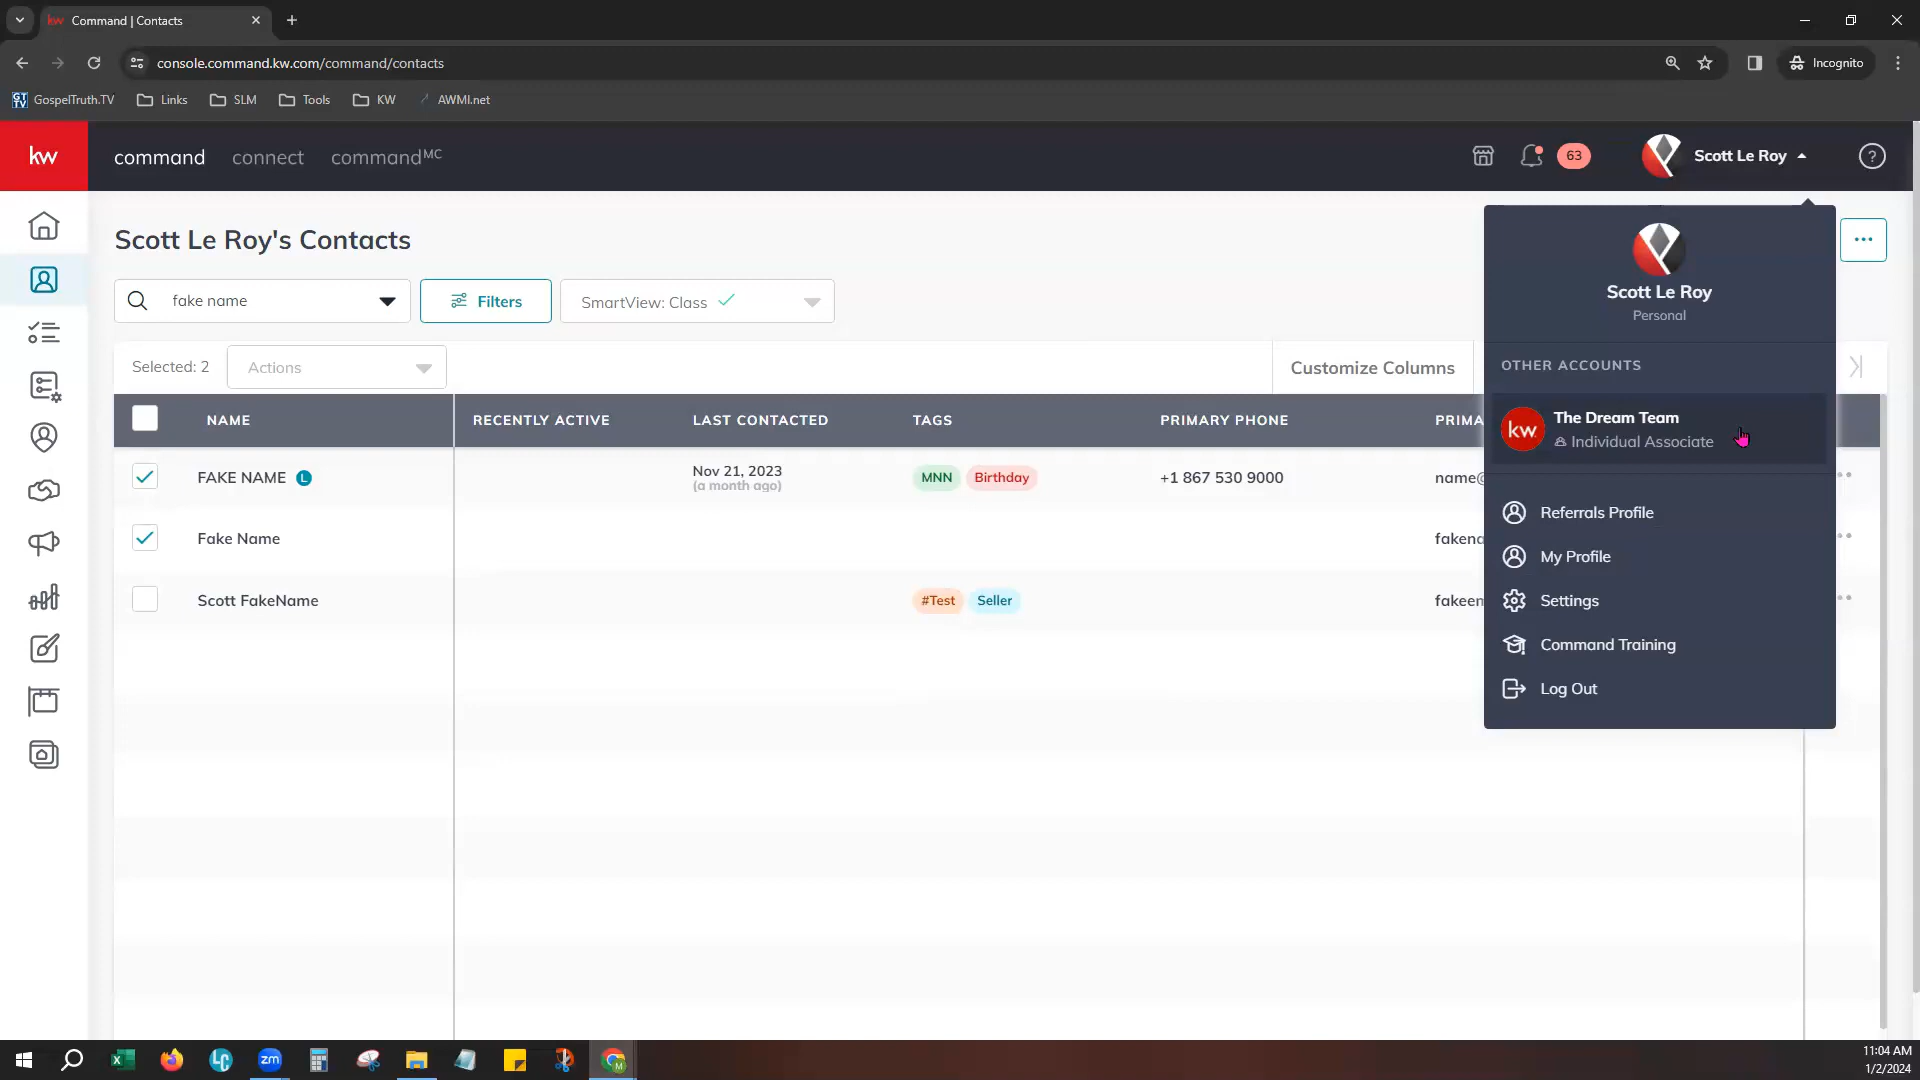 kw Command | Contacts
console.command.kw.com/command/contacts
Incognito
GT TV GospelTruth.TV Links SLM Tools KW AWMI.net
kw command connect commandMC 63 Scott Le Roy ?
Scott Le Roy's Contacts
fake name Filters SmartView: Class
Selected: 2 Actions Customize Columns
NAME RECENTLY ACTIVE LAST CONTACTED TAGS PRIMARY PHONE PRIMA
FAKE NAME L Nov 21, 2023 MNN Birthday +1 867 530 9000 name@
(a month ago)
Fake Name fakena
Scott FakeName #Test Seller fakeen
Scott Le Roy
Personal
OTHER ACCOUNTS
kw The Dream Team
Individual Associate
Referrals Profile
My Profile
Settings
Command Training
Log Out
LC zm M
11:04 AM
1/2/2024